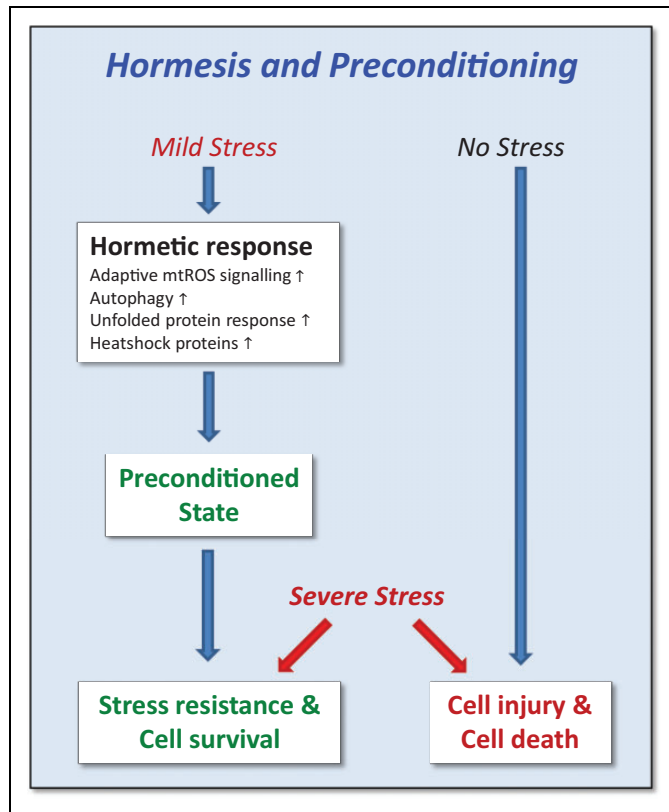 Hormesis and Preconditioning
Mild Stress
No Stress
Hormetic response
Adaptive mtROS signalling ↑
Autophagy ↑
Unfolded protein response ↑
Heatshock proteins ↑
Preconditioned
State
Severe Stress
Stress resistance &
Cell survival
Cell injury &
Cell death